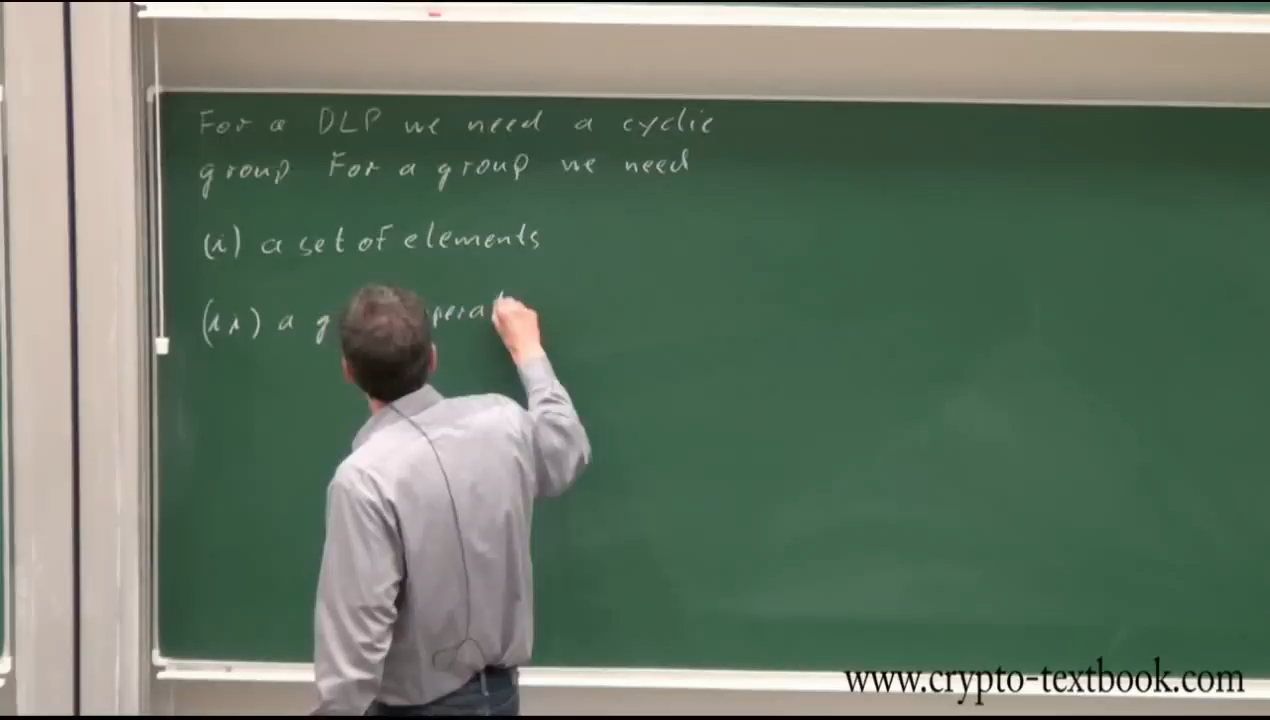 For a DLP we need a cyclic
group For a group we need
(i) a set of elements
(ii) a
www.crypto-textbook.com